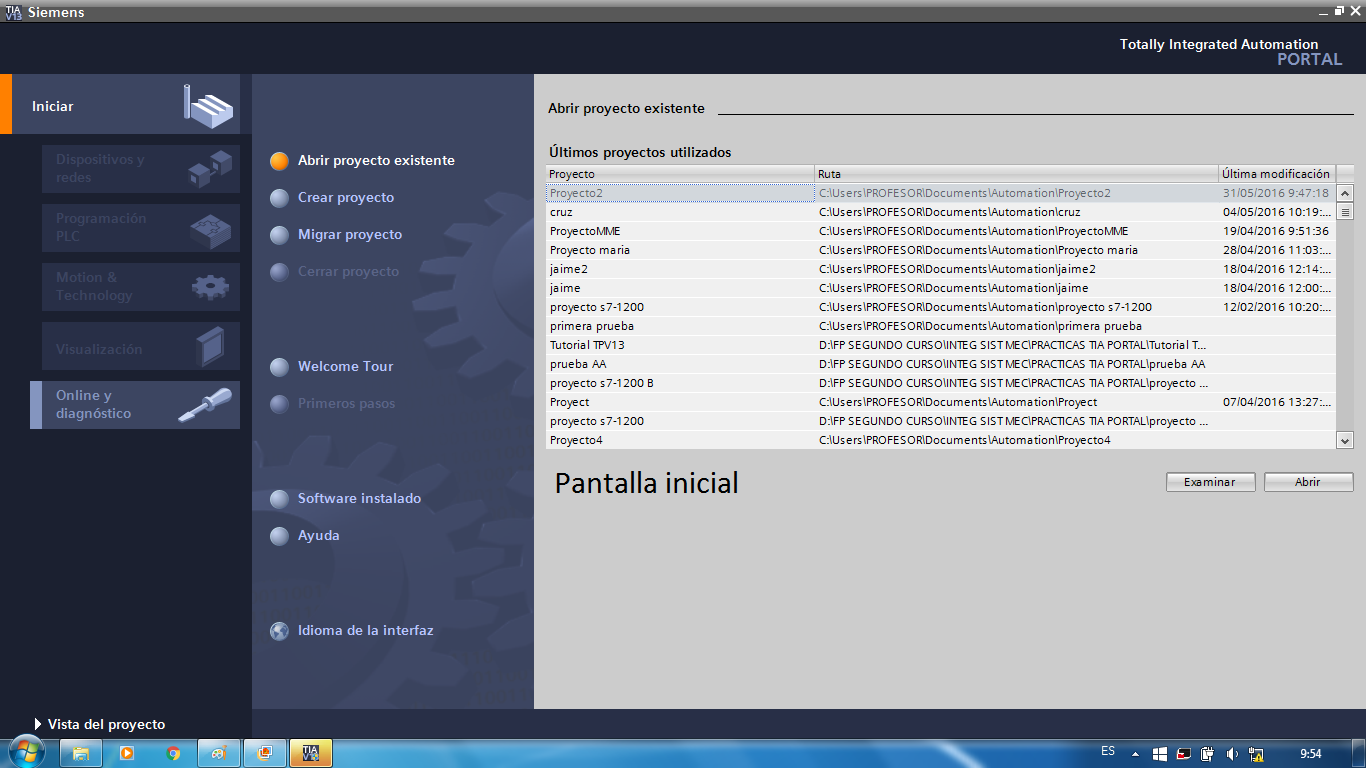 TIA V13 Siemens
Totally Integrated Automation
PORTAL
Iniciar
Dispositivos y
redes
Programación
PLC
Motion &
Technology
Visualización
Online y
diagnóstico
Vista del proyecto
Abrir proyecto existente
Crear proyecto
Migrar proyecto
Cerrar proyecto
Welcome Tour
Primeros pasos
Software instalado
Ayuda
Idioma de la interfaz
Abrir proyecto existente
Últimos proyectos utilizados
Proyecto Ruta Última modificación
Proyecto2 C:\Users\PROFESOR\Documents\Automation\Proyecto2 31/05/2016 9:47:18
cruz C:\Users\PROFESOR\Documents\Automation\cruz 04/05/2016 10:19:...
ProyectoMME C:\Users\PROFESOR\Documents\Automation\ProyectoMME 19/04/2016 9:51:36
Proyecto maria C:\Users\PROFESOR\Documents\Automation\Proyecto maria 28/04/2016 11:03:...
jaime2 C:\Users\PROFESOR\Documents\Automation\jaime2 18/04/2016 12:14:...
jaime C:\Users\PROFESOR\Documents\Automation\jaime 18/04/2016 12:00:...
proyecto s7-1200 C:\Users\PROFESOR\Documents\Automation\proyecto s7-1200 12/02/2016 10:20:...
primera prueba C:\Users\PROFESOR\Documents\Automation\primera prueba
Tutorial TPV13 D:\FP SEGUNDO CURSO\INTEG SIST MEC\PRACTICAS TIA PORTAL\Tutorial T...
prueba AA D:\FP SEGUNDO CURSO\INTEG SIST MEC\PRACTICAS TIA PORTAL\prueba AA
proyecto s7-1200 B D:\FP SEGUNDO CURSO\INTEG SIST MEC\PRACTICAS TIA PORTAL\proyecto ...
Proyect C:\Users\PROFESOR\Documents\Automation\Proyect 07/04/2016 13:27:...
proyecto s7-1200 D:\FP SEGUNDO CURSO\INTEG SIST MEC\PRACTICAS TIA PORTAL\proyecto ...
Proyecto4 C:\Users\PROFESOR\Documents\Automation\Proyecto4
Pantalla inicial
Examinar Abrir
TIA V13 ES 9:54